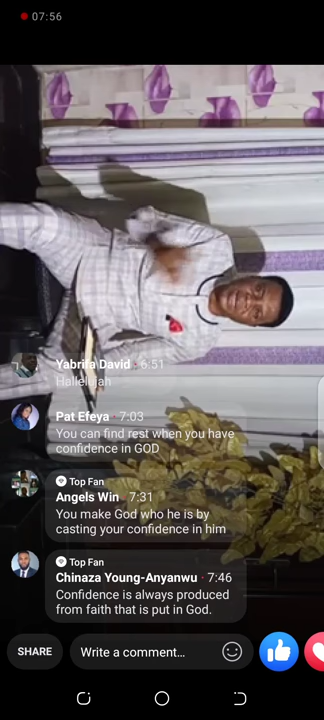 07:56
Yabrifa David · 6:51
Hallelujah
Pat Efeya · 7:03
You can find rest when you have
confidence in GOD
Top Fan
Angels Win · 7:31
You make God who he is by
casting your confidence in him
Top Fan
Chinaza Young-Anyanwu · 7:46
Confidence is always produced
from faith that is put in God.
SHARE
Write a comment...